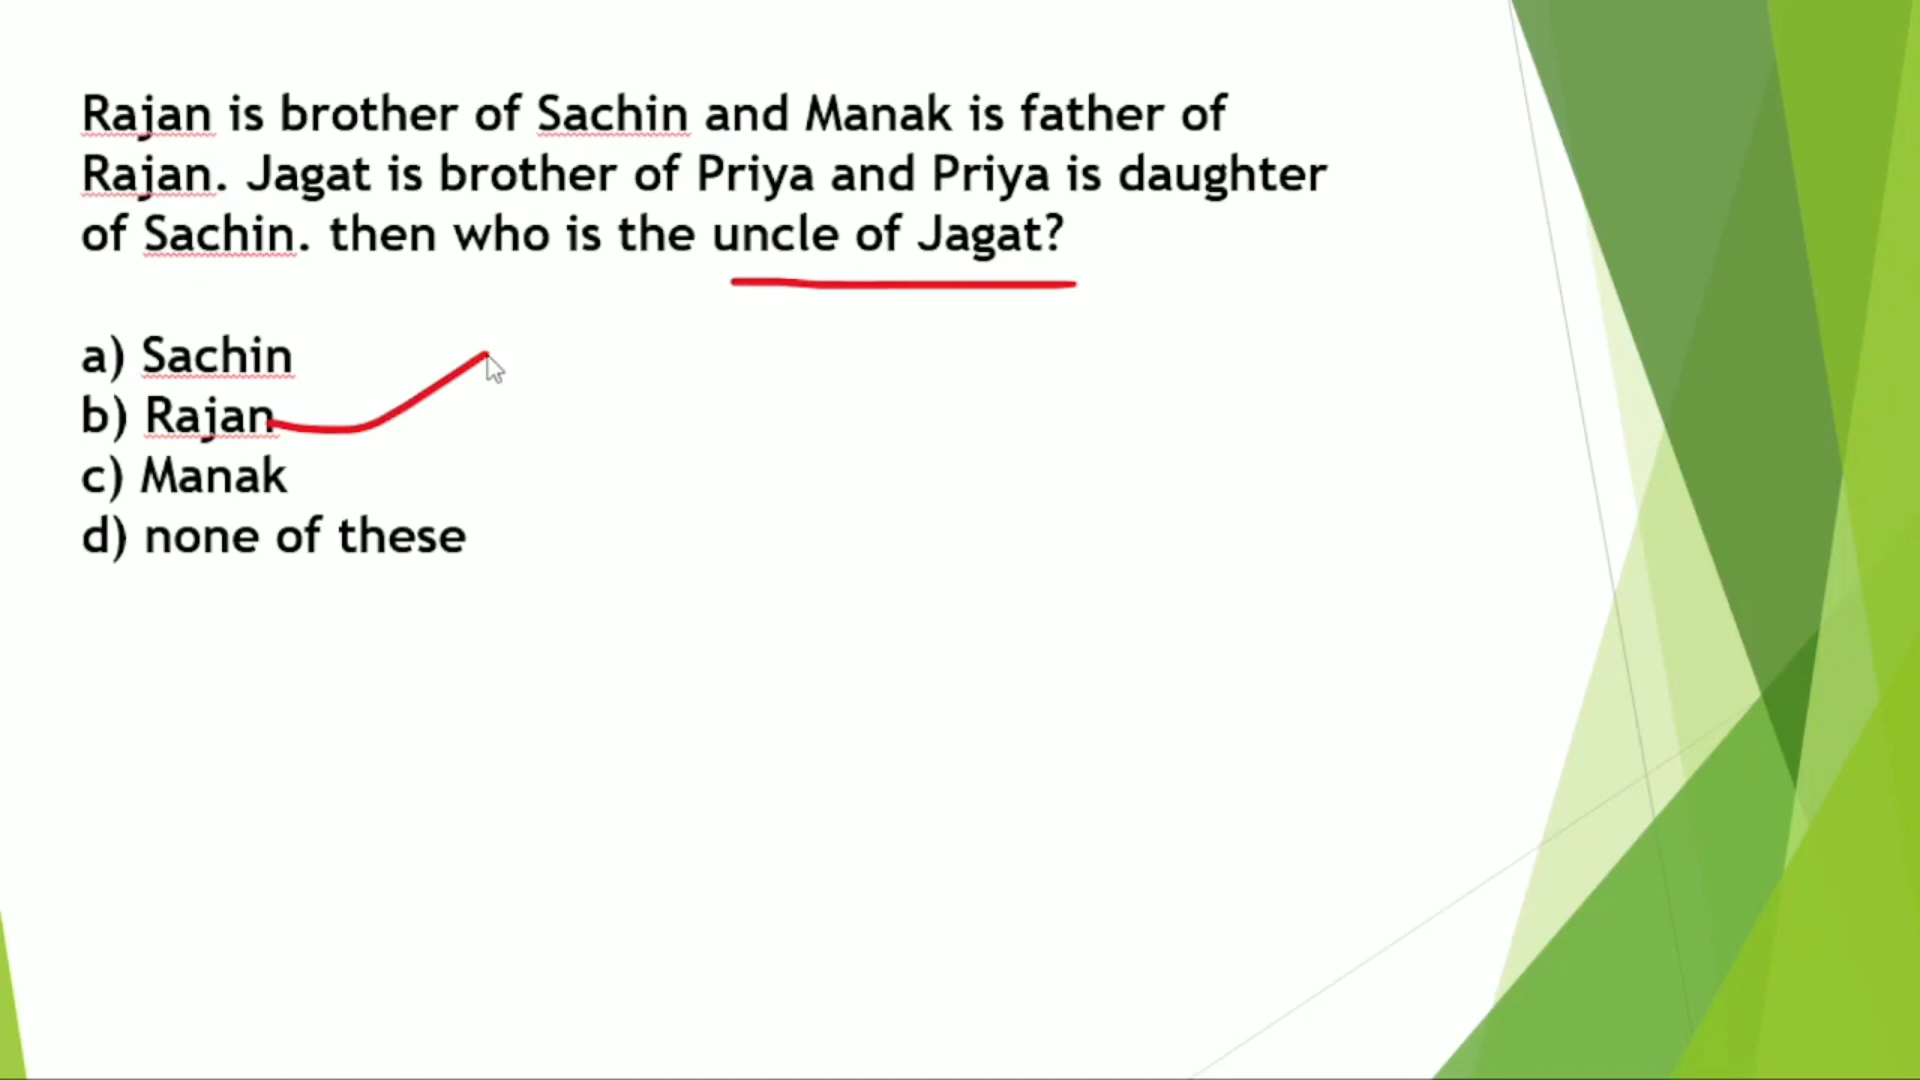 Rajan is brother of Sachin and Manak is father of
Rajan. Jagat is brother of Priya and Priya is daughter
of Sachin. then who is the uncle of Jagat?
a) Sachin
b) Rajan
c) Manak
d) none of these